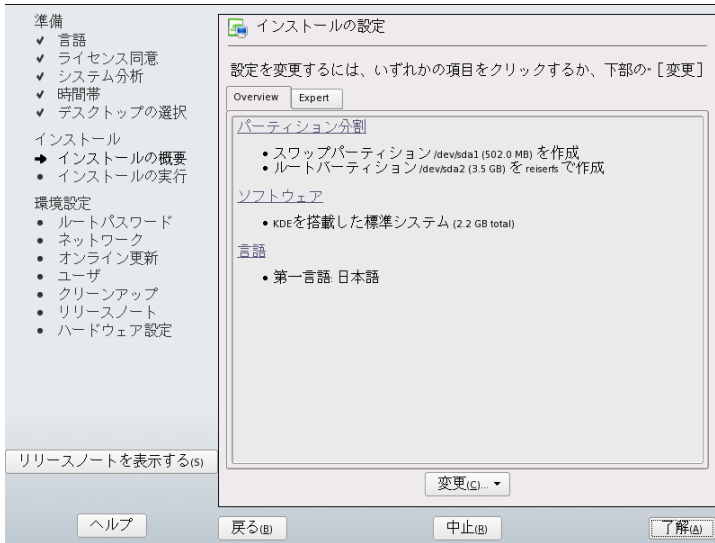 準備
言語
ライセンス同意
システム分析
時間帯
デスクトップの選択
インストール
インストールの概要
インストールの実行
環境設定
ルートパスワード
ネットワーク
オンライン更新
ユーザ
クリーンアップ
リリースノート
ハードウェア設定
リリースノートを表示する(S)
インストールの設定
設定を変更するには、いずれかの項目をクリックするか、下部の [変更]
Overview Expert
パーティション分割
スワップパーティション /dev/sda1 (502.0 MB) を作成
ルートパーティション /dev/sda2 (3.5 GB) を reiserfs で作成
ソフトウェア
KDEを搭載した標準システム (2.2 GB total)
言語
第一言語: 日本語
変更(C)...
ヘルプ 戻る(B) 中止(R) 了解(A)